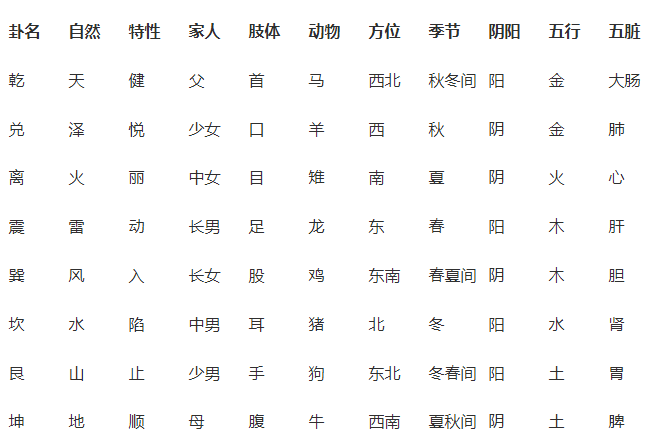 卦名 自然 特性 家人 肢体 动物 方位 季节 阴阳 五行 五脏
乾 天 健 父 首 马 西北 秋冬间 阳 金 大肠
兑 泽 悦 少女 口 羊 西 秋 阴 金 肺
离 火 丽 中女 目 雉 南 夏 阴 火 心
震 雷 动 长男 足 龙 东 春 阳 木 肝
巽 风 入 长女 股 鸡 东南 春夏间 阴 木 胆
坎 水 陷 中男 耳 猪 北 冬 阳 水 肾
艮 山 止 少男 手 狗 东北 冬春间 阳 土 胃
坤 地 顺 母 腹 牛 西南 夏秋间 阴 土 脾